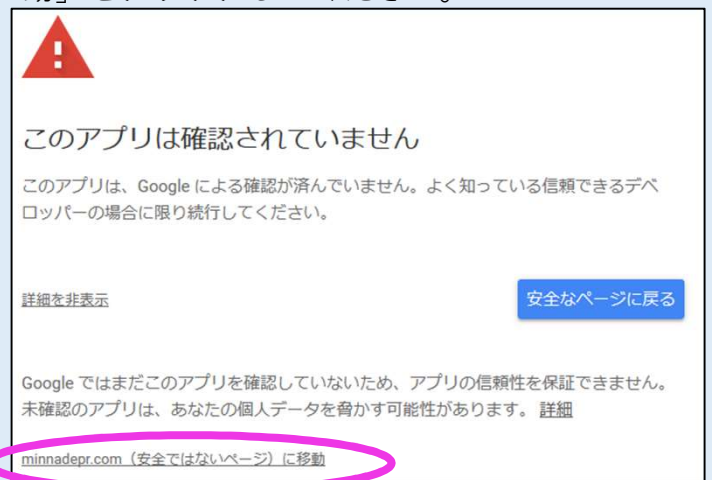 このアプリは確認されていません
このアプリは、Google による確認が済んでいません。よく知っている信頼できるデベ
ロッパーの場合に限り続行してください。
詳細を非表示
安全なページに戻る
Google ではまだこのアプリを確認していないため、アプリの信頼性を保証できません。
未確認のアプリは、あなたの個人データを脅かす可能性があります。 詳細
minnadepr.com（安全ではないページ）に移動